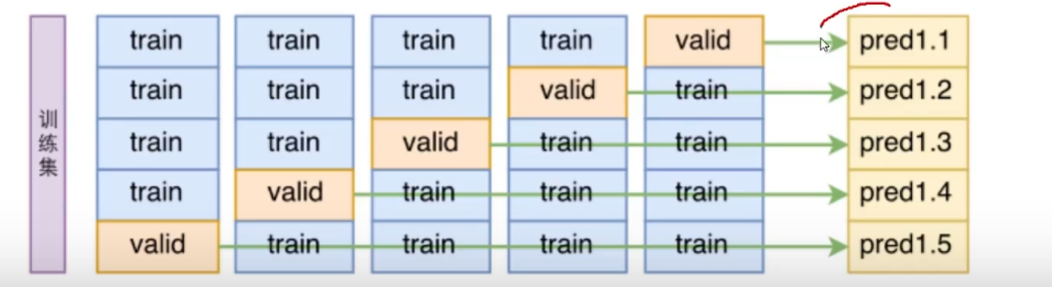 训练集
train train train train valid pred1.1
train train train valid train pred1.2
train train valid train train pred1.3
train valid train train train pred1.4
valid train train train train pred1.5